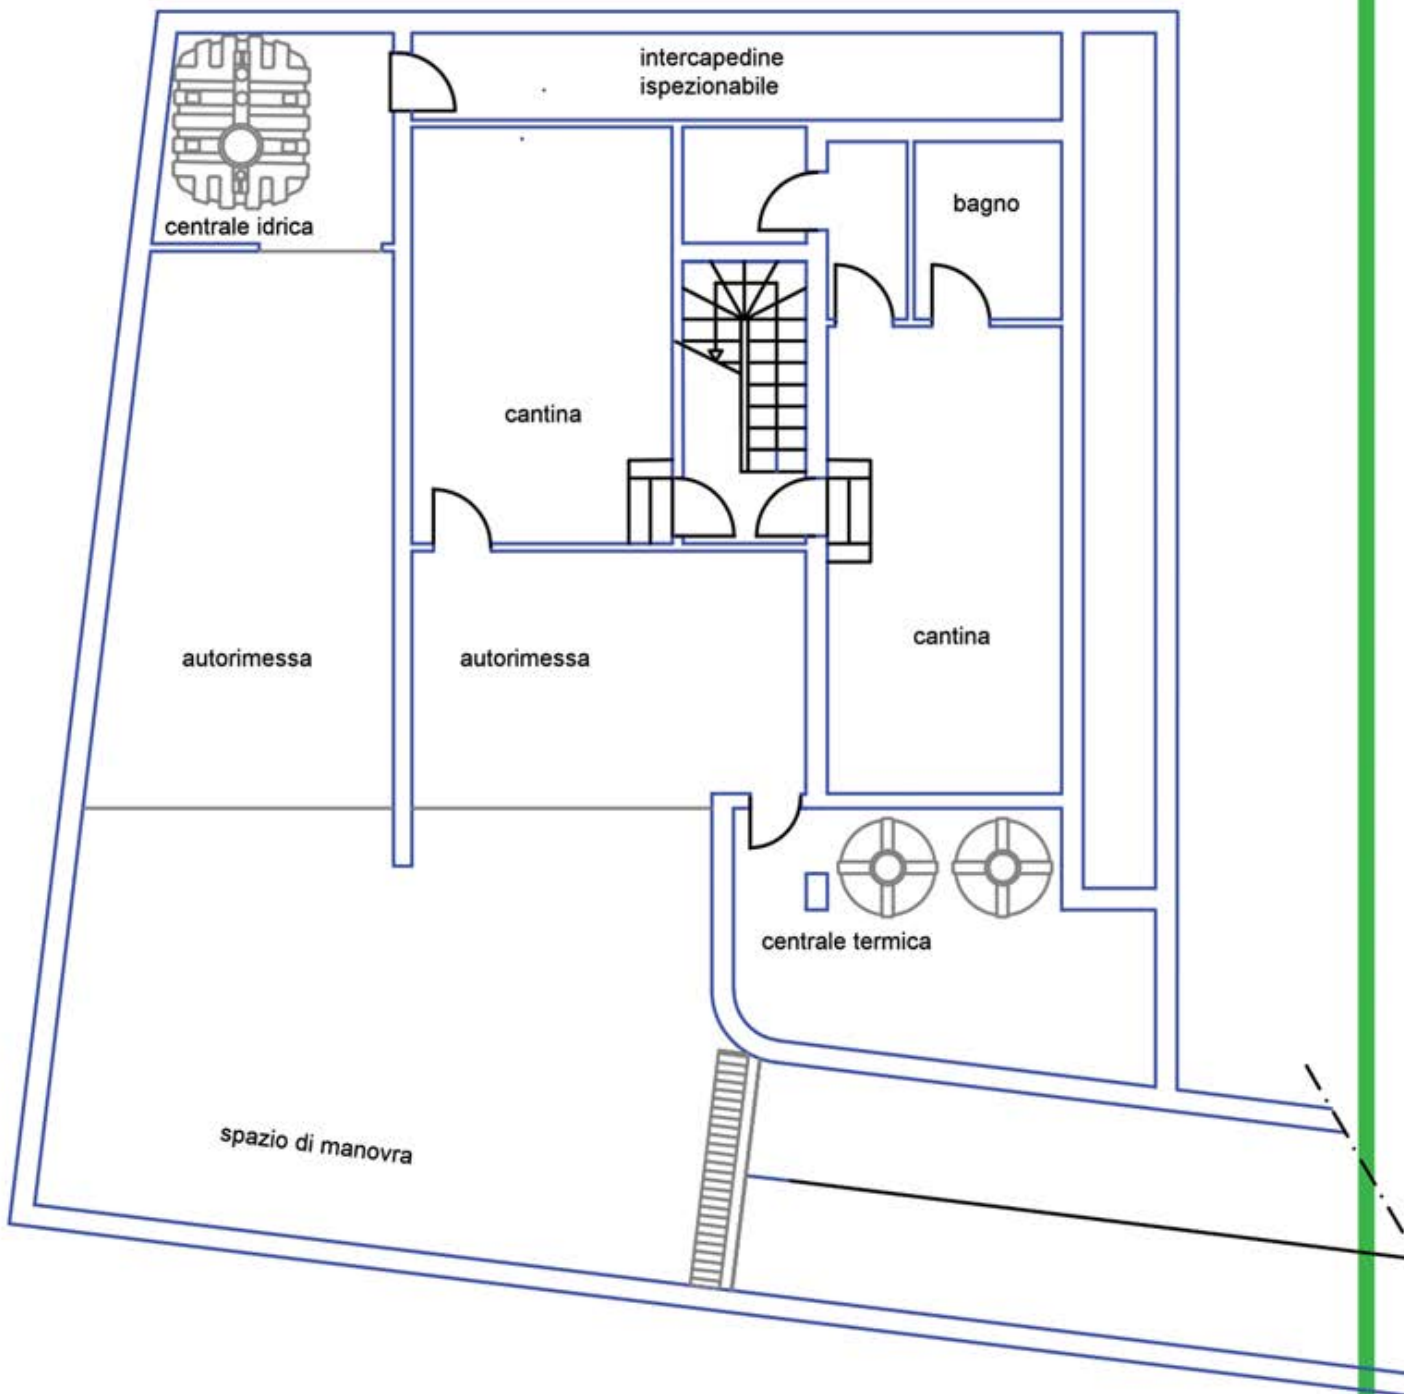 intercapedine
ispezionabile
bagno
centrale idrica
cantina
cantina
autorimessa
autorimessa
centrale termica
spazio di manovra